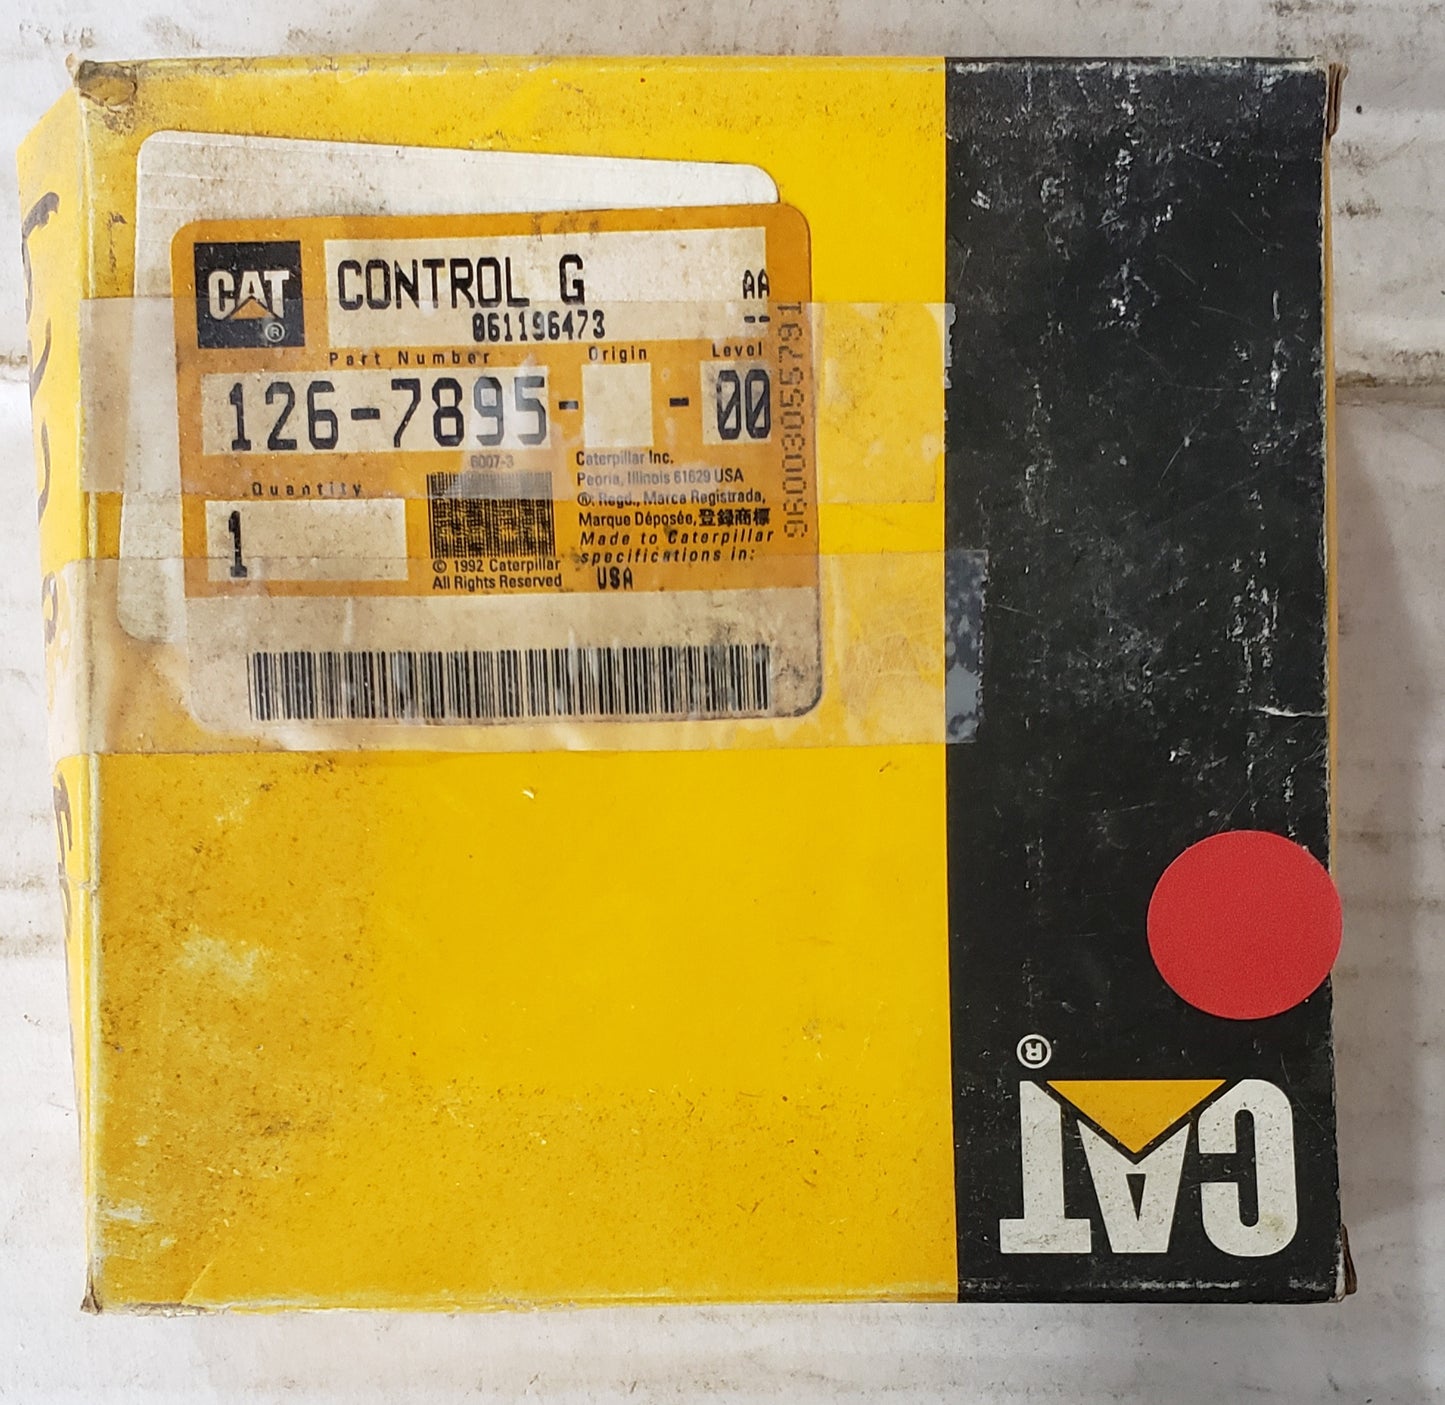 CAT
®
CONTROL G
AA
061196473
--
Part Number
Origin
Level
126-7895-
-
00
96003055791
6007-3
Quantity
1
Caterpillar Inc.
Peoria, Illinois 61629 USA
®: Regd., Marca Registrada,
Marque Déposée, 登録商標
Made to Caterpillar
specifications in:
USA
© 1992 Caterpillar
All Rights Reserved
®
CAT